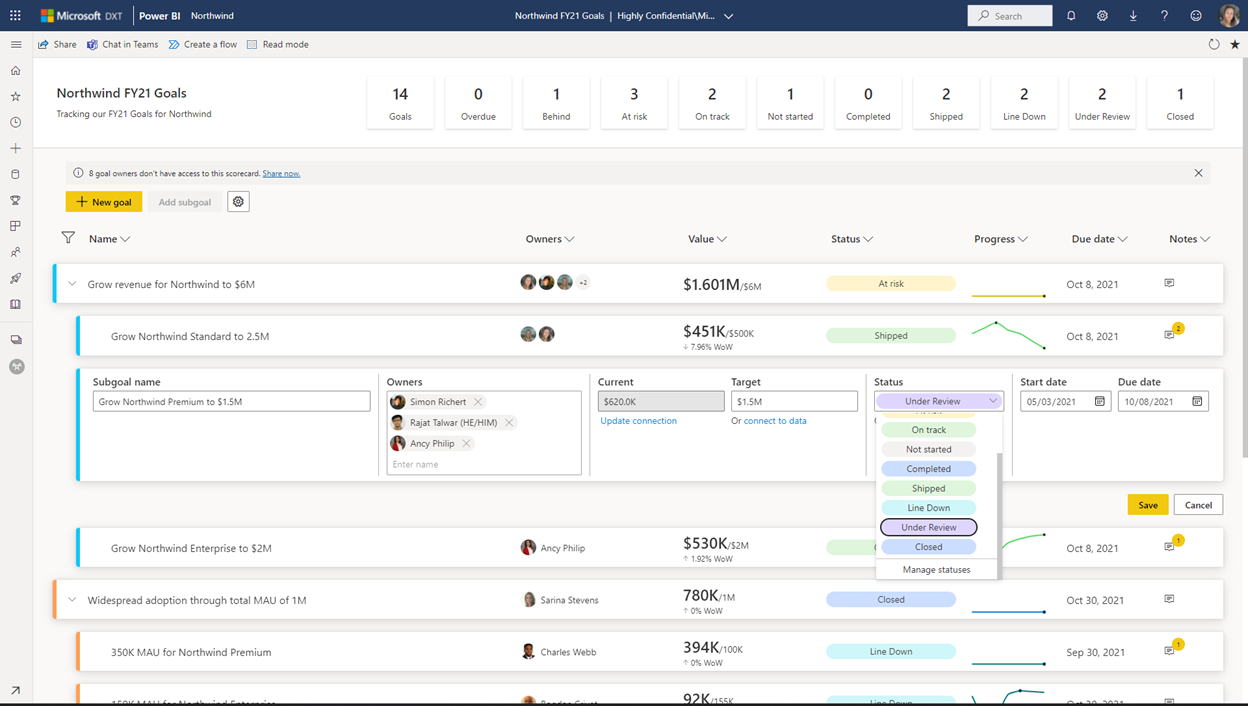 Microsoft DXT Power BI Northwind
Northwind FY21 Goals | Highly Confidential\Mi...
Search
Share Chat in Teams Create a flow Read mode
Northwind FY21 Goals
Tracking our FY21 Goals for Northwind
14 0 1 3 2 1 0 2 2 2 1
Goals Overdue Behind At risk On track Not started Completed Shipped Line Down Under Review Closed
8 goal owners don't have access to this scorecard. Share now.
New goal Add subgoal
Name Owners Value Status Progress Due date Notes
Grow revenue for Northwind to $6M +2 $1.601M/$6M At risk Oct 8, 2021
Grow Northwind Standard to 2.5M $451K/$500K Shipped Oct 8, 2021 2
↓ 7.96% WoW
Subgoal name Owners Current Target Status Start date Due date
Grow Northwind Premium to $1.5M Simon Richert $620.0K $1.5M Under Review 05/03/2021 10/08/2021
Rajat Talwar (HE/HIM) Update connection Or connect to data
Ancy Philip
Enter name
On track
Not started
Completed
Shipped
Line Down
Under Review
Closed
Manage statuses
Save Cancel
Grow Northwind Enterprise to $2M Ancy Philip $530K/$2M Oct 8, 2021 1
↑ 1.92% WoW
Widespread adoption through total MAU of 1M Sarina Stevens 780K/1M Closed Oct 30, 2021
↑ 0% WoW
350K MAU for Northwind Premium Charles Webb 394K/100K Line Down Sep 30, 2021 1
↑ 0% WoW
150K MAU for Northwind Enterprise 92K/155K Line Down Oct 30, 2021